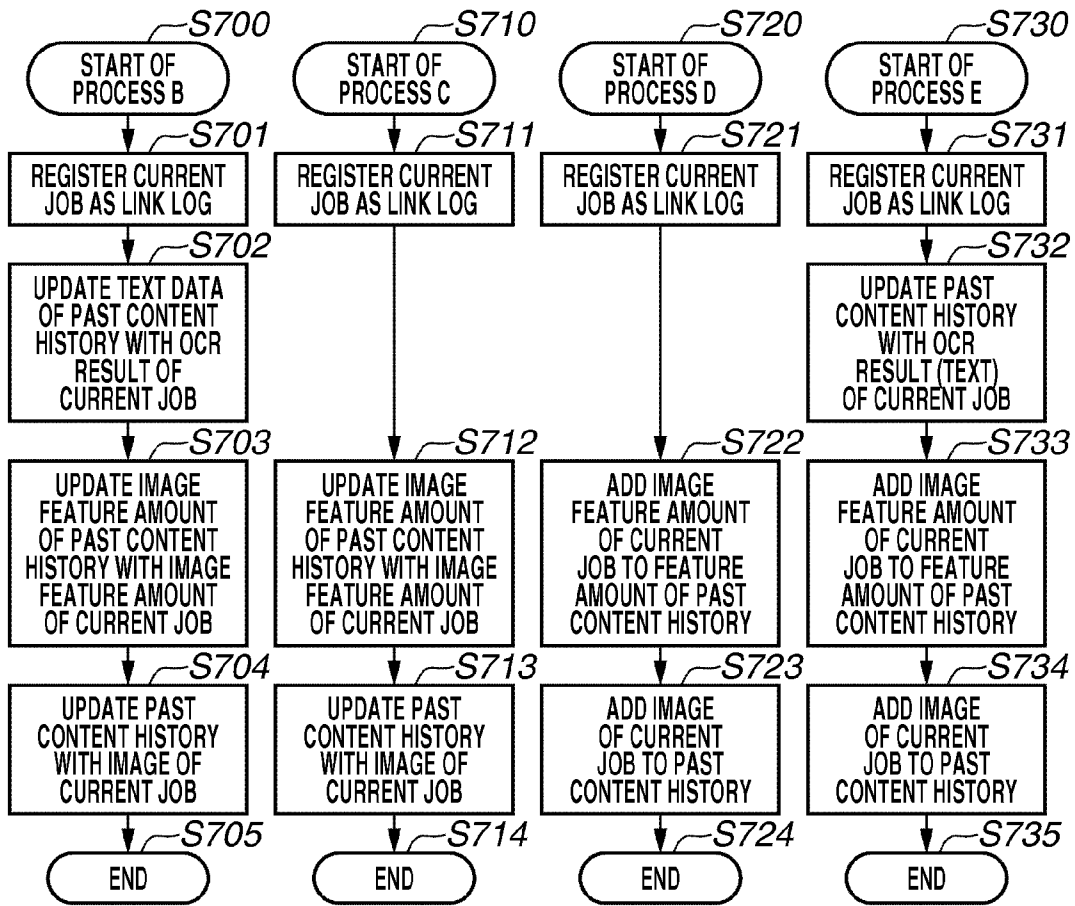 S700
START OF
PROCESS B
S701
REGISTER CURRENT
JOB AS LINK LOG
S702
UPDATE TEXT DATA
OF PAST CONTENT
HISTORY WITH OCR
RESULT OF
CURRENT JOB
S703
UPDATE IMAGE
FEATURE AMOUNT
OF PAST CONTENT
HISTORY WITH IMAGE
FEATURE AMOUNT
OF CURRENT JOB
S704
UPDATE PAST
CONTENT HISTORY
WITH IMAGE OF
CURRENT JOB
S705
END
S710
START OF
PROCESS C
S711
REGISTER CURRENT
JOB AS LINK LOG
S712
UPDATE IMAGE
FEATURE AMOUNT
OF PAST CONTENT
HISTORY WITH IMAGE
FEATURE AMOUNT
OF CURRENT JOB
S713
UPDATE PAST
CONTENT HISTORY
WITH IMAGE OF
CURRENT JOB
S714
END
S720
START OF
PROCESS D
S721
REGISTER CURRENT
JOB AS LINK LOG
S722
ADD IMAGE
FEATURE AMOUNT
OF CURRENT
JOB TO FEATURE
AMOUNT OF PAST
CONTENT HISTORY
S723
ADD IMAGE
OF CURRENT
JOB TO PAST
CONTENT HISTORY
S724
END
S730
START OF
PROCESS E
S731
REGISTER CURRENT
JOB AS LINK LOG
S732
UPDATE PAST
CONTENT HISTORY
WITH OCR
RESULT (TEXT)
OF CURRENT JOB
S733
ADD IMAGE
FEATURE AMOUNT
OF CURRENT
JOB TO FEATURE
AMOUNT OF PAST
CONTENT HISTORY
S734
ADD IMAGE
OF CURRENT
JOB TO PAST
CONTENT HISTORY
S735
END